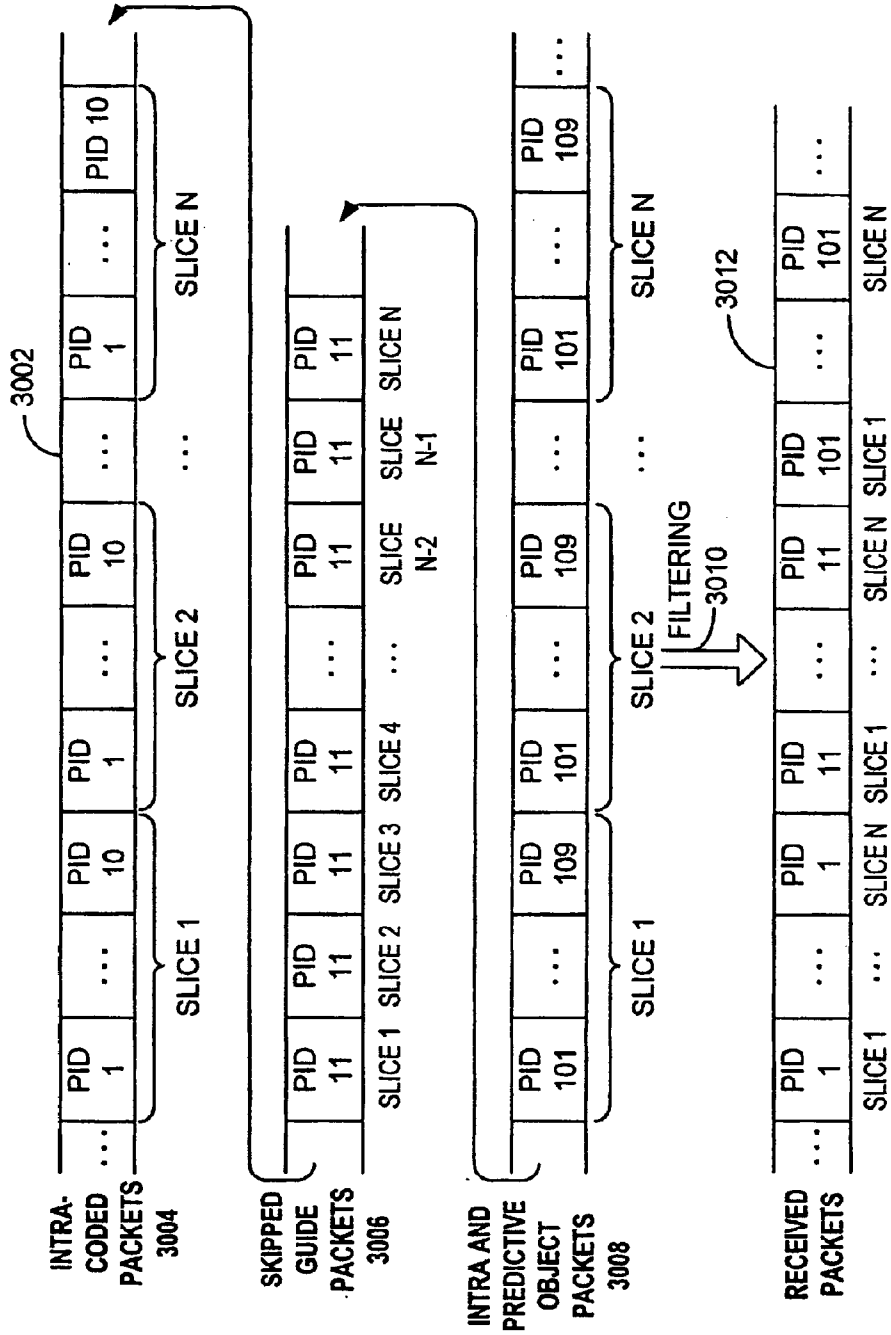 3002
INTRA-
CODED
PACKETS
3004
... PID 1 ... PID 10 PID 1 ... PID 10 ... PID 1 ... PID 10
SLICE 1 SLICE 2 ... SLICE N
SKIPPED
GUIDE
PACKETS
3006
PID 11 PID 11 PID 11 PID 11 ... PID 11 PID 11 PID 11
SLICE 1 SLICE 2 SLICE 3 SLICE 4 ... SLICE N-2 SLICE N-1 SLICE N
INTRA AND
PREDICTIVE
OBJECT
PACKETS
3008
PID 101 ... PID 109 PID 101 ... PID 109 ... PID 101 ... PID 109 ...
SLICE 1 SLICE 2 ... SLICE N
FILTERING
3010
3012
RECEIVED
PACKETS
... PID 1 ... PID 1 PID 11 ... PID 11 PID 101 ... PID 101 ...
SLICE 1 ... SLICE N SLICE 1 ... SLICE N SLICE 1 SLICE N